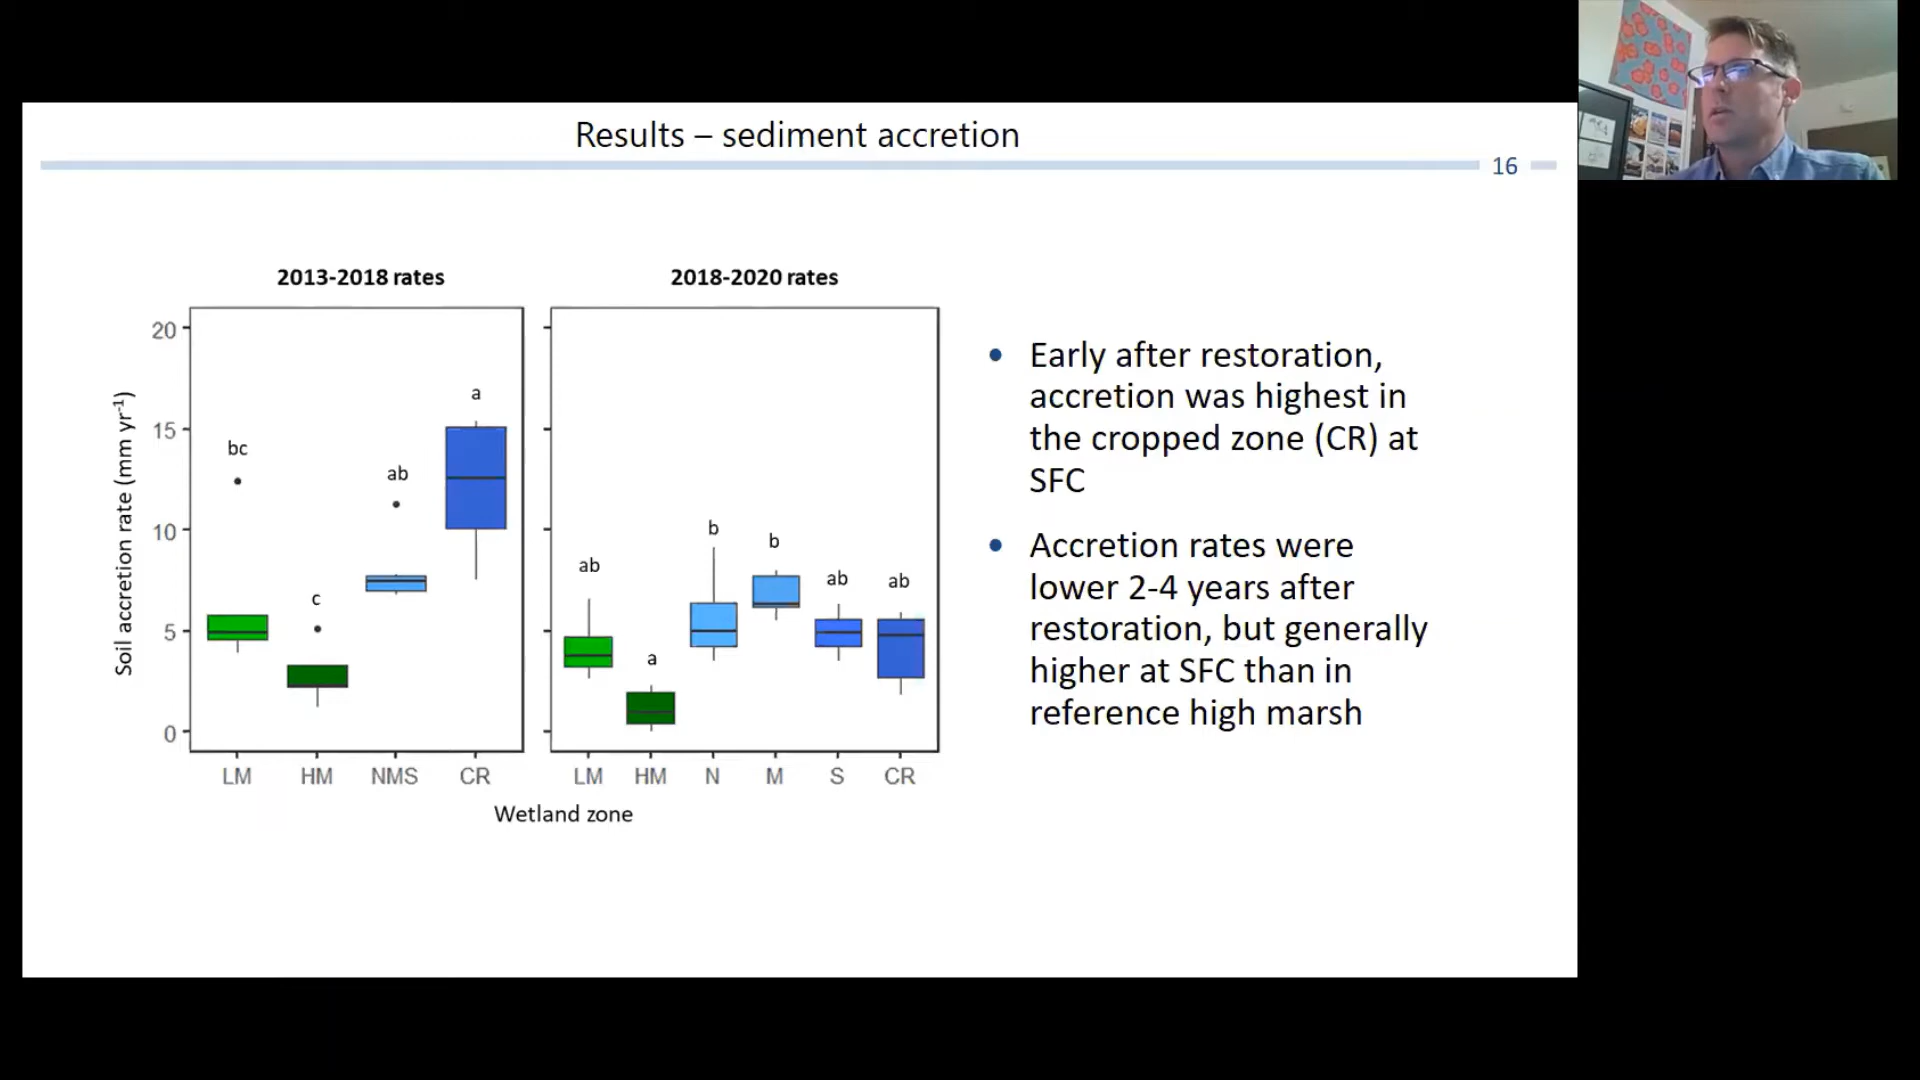 Results – sediment accretion
16
2013-2018 rates
2018-2020 rates
Soil accretion rate (mm yr⁻¹)
20
15
10
5
0
bc
c
ab
a
ab
a
b
b
ab
ab
LM HM NMS CR
LM HM N M S CR
Wetland zone
• Early after restoration,
accretion was highest in
the cropped zone (CR) at
SFC
• Accretion rates were
lower 2-4 years after
restoration, but generally
higher at SFC than in
reference high marsh